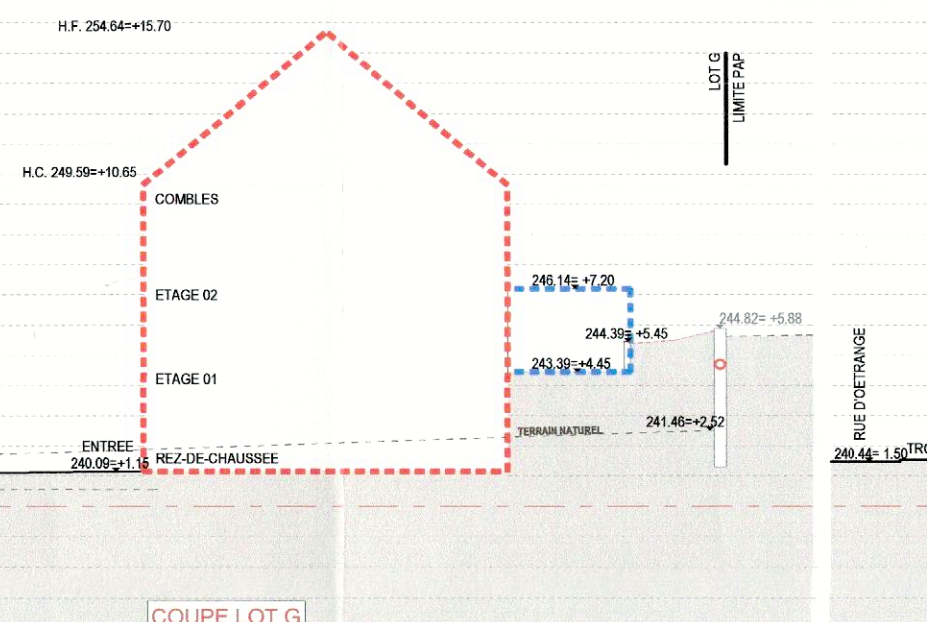 H.F. 254.64=+15.70
LOT G
LIMITE PAP
H.C. 249.59=+10.65
COMBLES
246.14= +7.20
ETAGE 02
244.82= +5.88
244.39= +5.45
243.39=+4.45
ETAGE 01
RUE D'OETRANGE
241.46=+2.52
TERRAIN NATUREL
ENTREE
240.09=+1.15
REZ-DE-CHAUSSEE
240.44= 1.50
TRO
COUPE LOT G